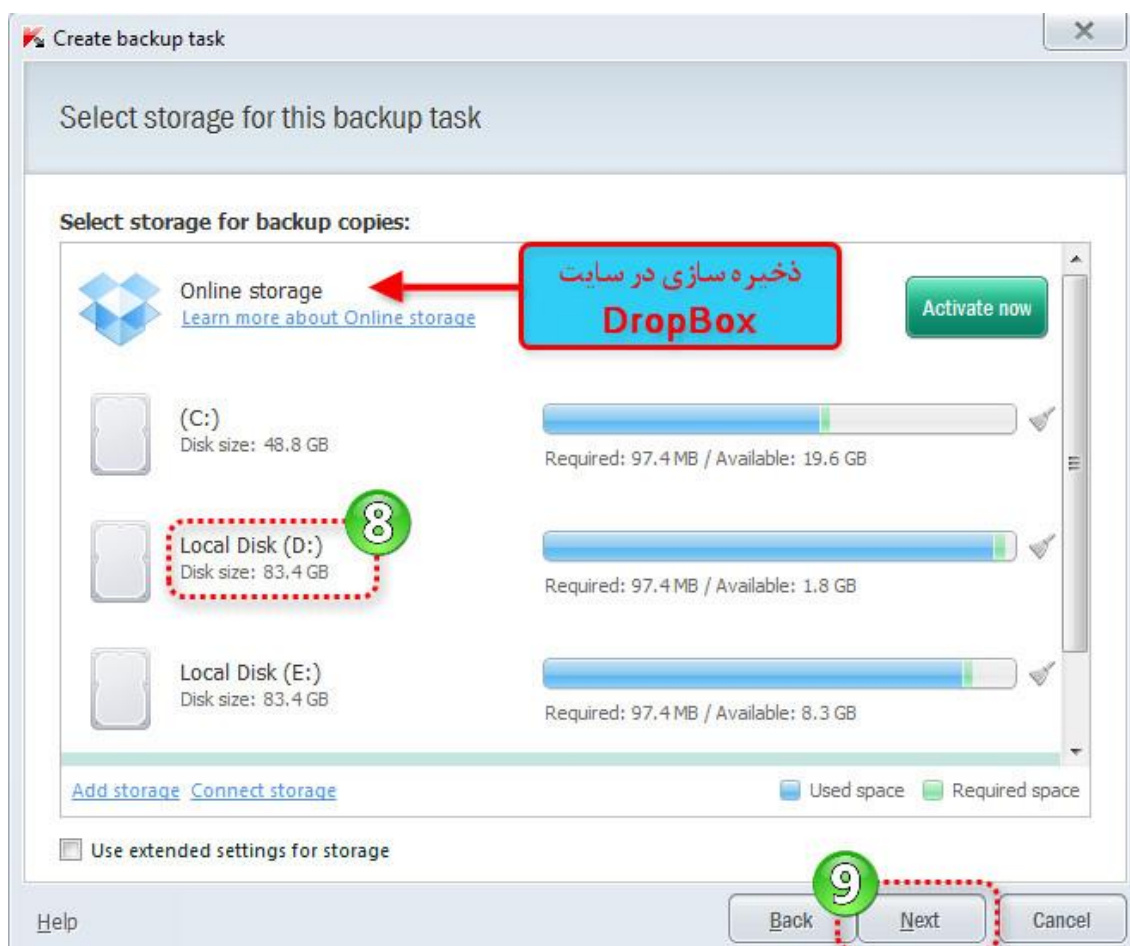 Create backup task
Select storage for this backup task
Select storage for backup copies:
Online storage
Learn more about Online storage
ذخیره سازی در سایت
DropBox
Activate now
(C:)
Disk size: 48.8 GB
Required: 97.4 MB / Available: 19.6 GB
8
Local Disk (D:)
Disk size: 83.4 GB
Required: 97.4 MB / Available: 1.8 GB
Local Disk (E:)
Disk size: 83.4 GB
Required: 97.4 MB / Available: 8.3 GB
Add storage Connect storage
Used space Required space
Use extended settings for storage
9
Help
Back Next Cancel